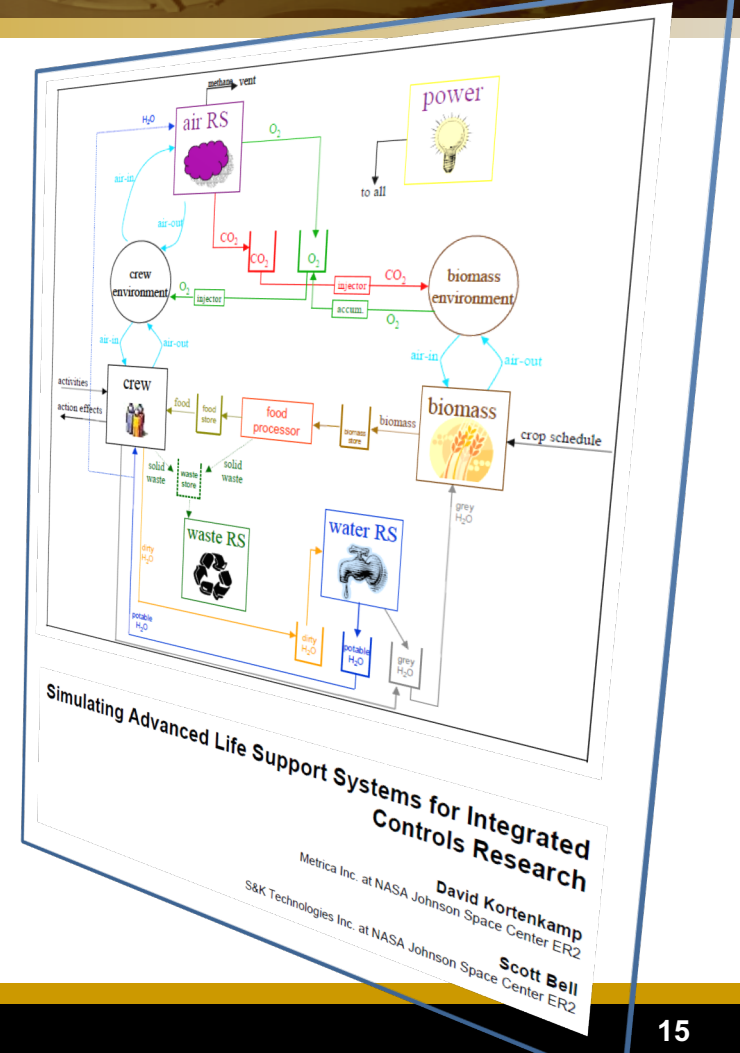 methane vent
H₂O
air RS
O₂
power
to all
air-in
air-out
CO₂
CO₂
O₂
crew
environment
O₂
injector
injector
CO₂
accum.
O₂
biomass
environment
air-in
air-out
air-in
air-out
activities
action effects
crew
food
food
store
food
processor
biomass
store
biomass
biomass
crop schedule
solid
waste
waste
store
solid
waste
waste RS
water RS
grey
H₂O
dirty
H₂O
potable
H₂O
dirty
H₂O
potable
H₂O
grey
H₂O
Simulating Advanced Life Support Systems for Integrated
Controls Research
David Kortenkamp
Metrica Inc. at NASA Johnson Space Center ER2
Scott Bell
S&K Technologies Inc. at NASA Johnson Space Center ER2
15